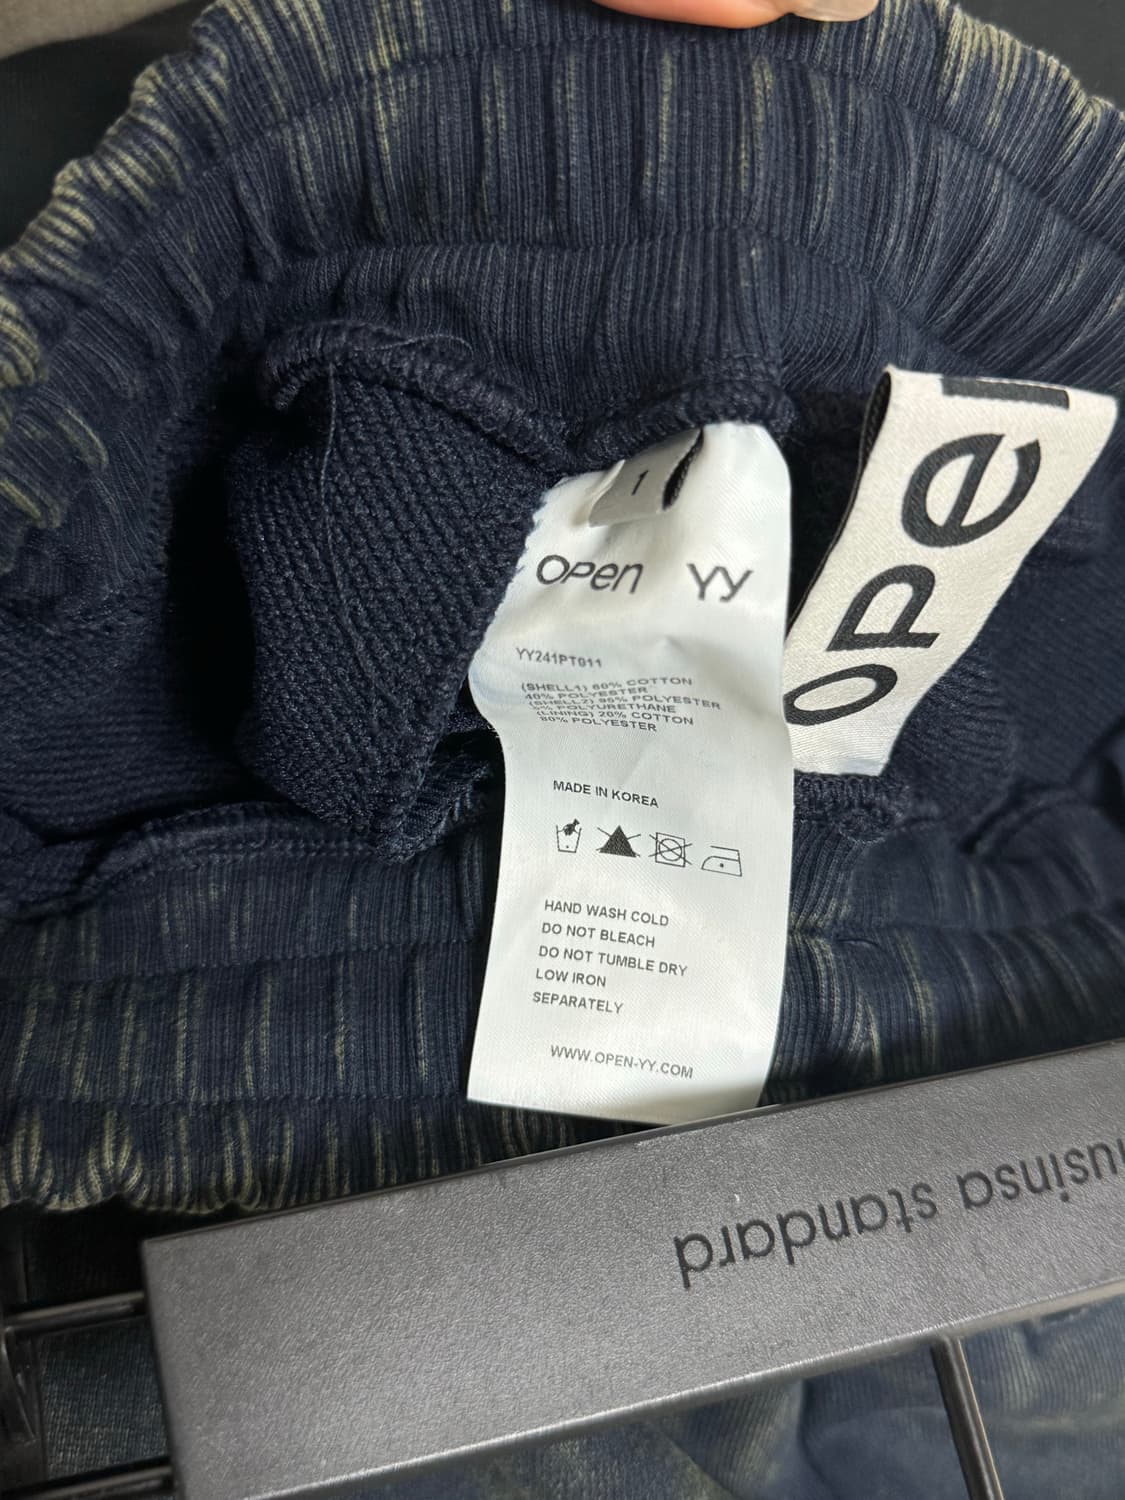 1
OPen YY
YY241PT011
(SHELL1) 60% COTTON
40% POLYESTER
(SHELL2) 95% POLYESTER
5% POLYURETHANE
(LINING) 20% COTTON
80% POLYESTER
MADE IN KOREA
HAND WASH COLD
DO NOT BLEACH
DO NOT TUMBLE DRY
LOW IRON
SEPARATELY
WWW.OPEN-YY.COM
OPe
usinsa standard